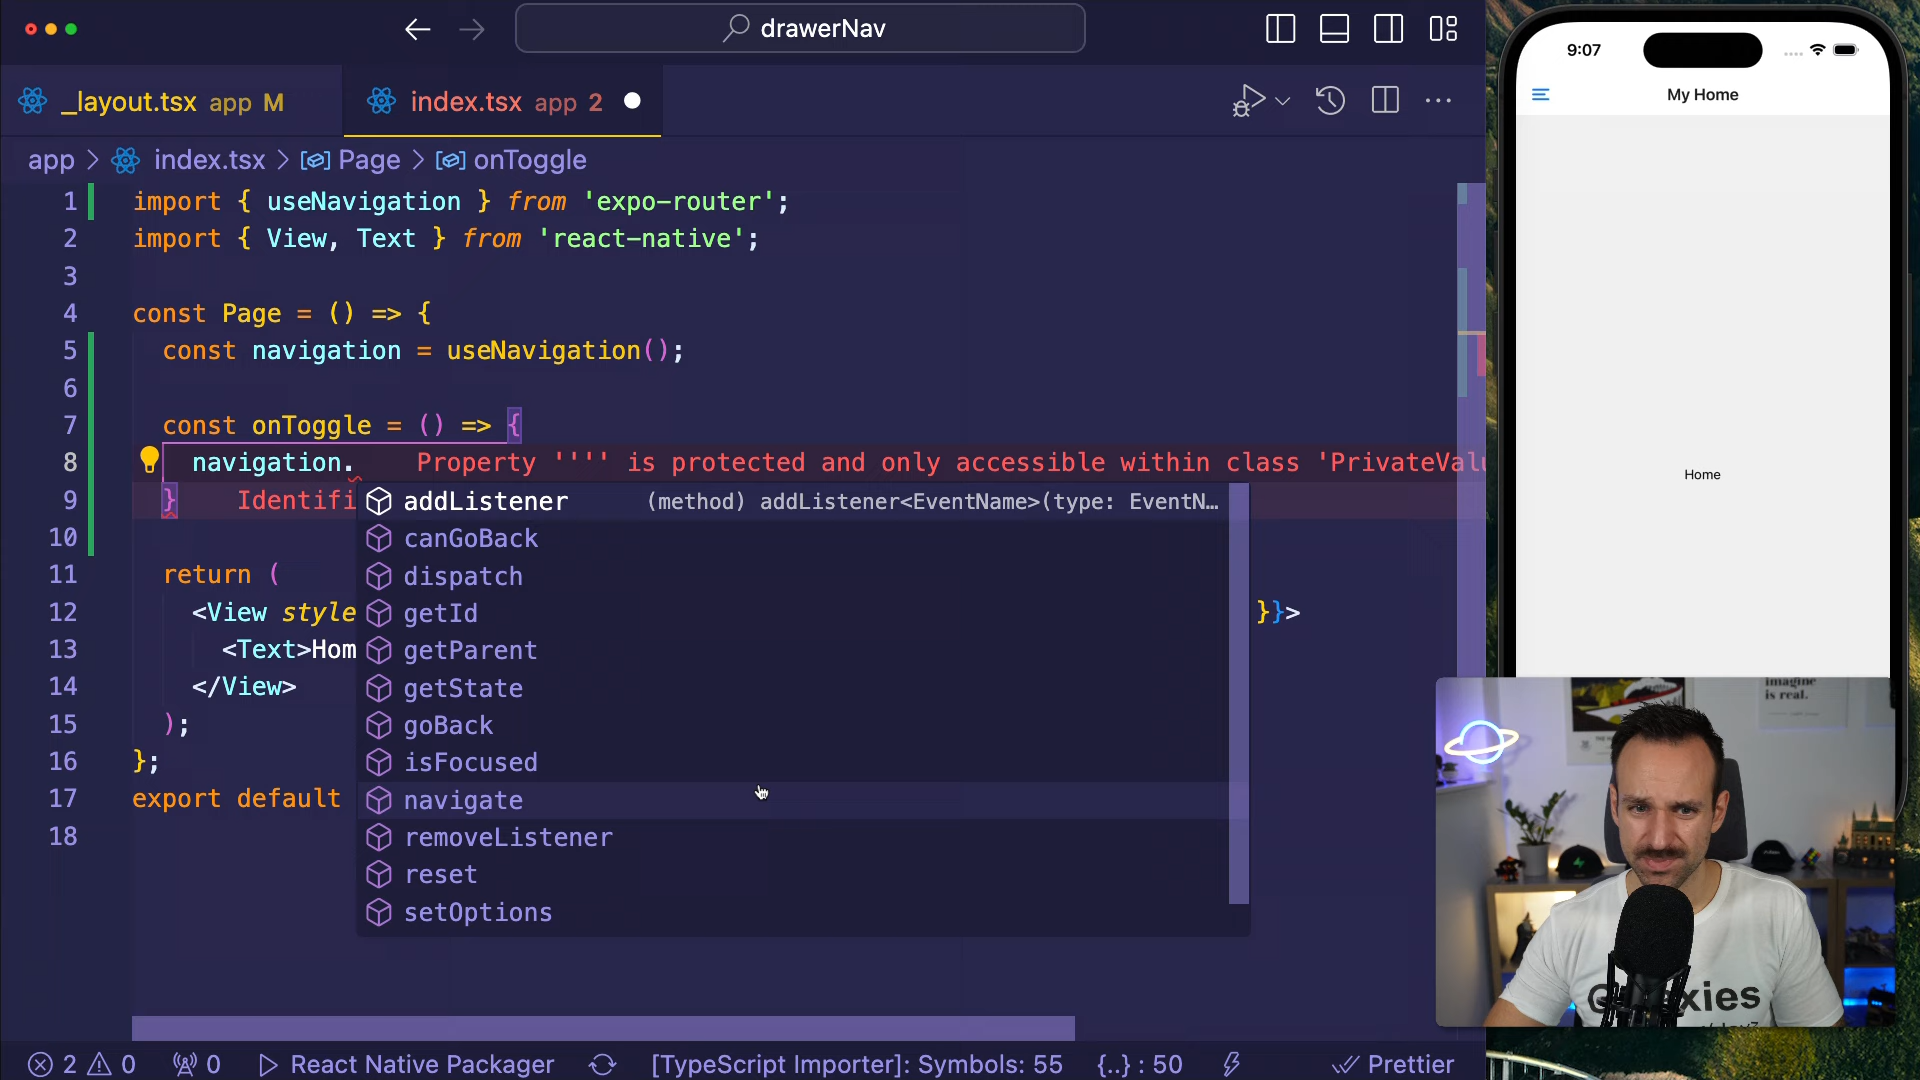 drawerNav
_layout.tsx app M
index.tsx app 2
app > index.tsx > Page > onToggle
1 import { useNavigation } from 'expo-router';
2 import { View, Text } from 'react-native';
3
4 const Page = () => {
5 const navigation = useNavigation();
6
7 const onToggle = () => {
8 navigation. Property '''' is protected and only accessible within class 'PrivateValu
9 } Identifi
10
11 return (
12 <View style }}>
13 <Text>Hom
14 </View>
15 );
16 };
17 export default
18
addListener (method) addListener<EventName>(type: EventN…
canGoBack
dispatch
getId
getParent
getState
goBack
isFocused
navigate
removeListener
reset
setOptions
2 0 0 React Native Packager [TypeScript Importer]: Symbols: 55 {..} : 50 Prettier
9:07
My Home
Home
imagine
is real.